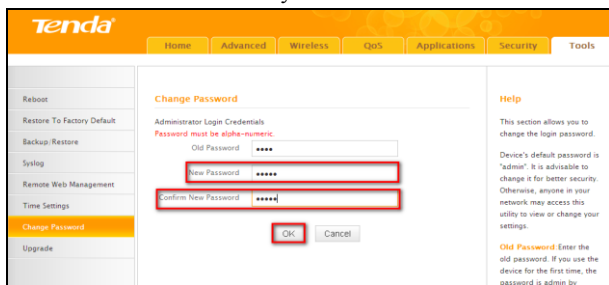 Tenda
Home Advanced Wireless QoS Applications Security Tools
Reboot
Restore To Factory Default
Backup/Restore
Syslog
Remote Web Management
Time Settings
Change Password
Upgrade
Change Password
Administrator Login Credentials
Password must be alpha-numeric.
Old Password ••••
New Password •••••
Confirm New Password •••••
OK Cancel
Help
This section allows you to
change the login password.
Device's default password is
"admin". It is advisable to
change it for better security.
Otherwise, anyone in your
network may access this
utility to view or change your
settings.
Old Password:Enter the
old password. If you use the
device for the first time, the
password is admin by